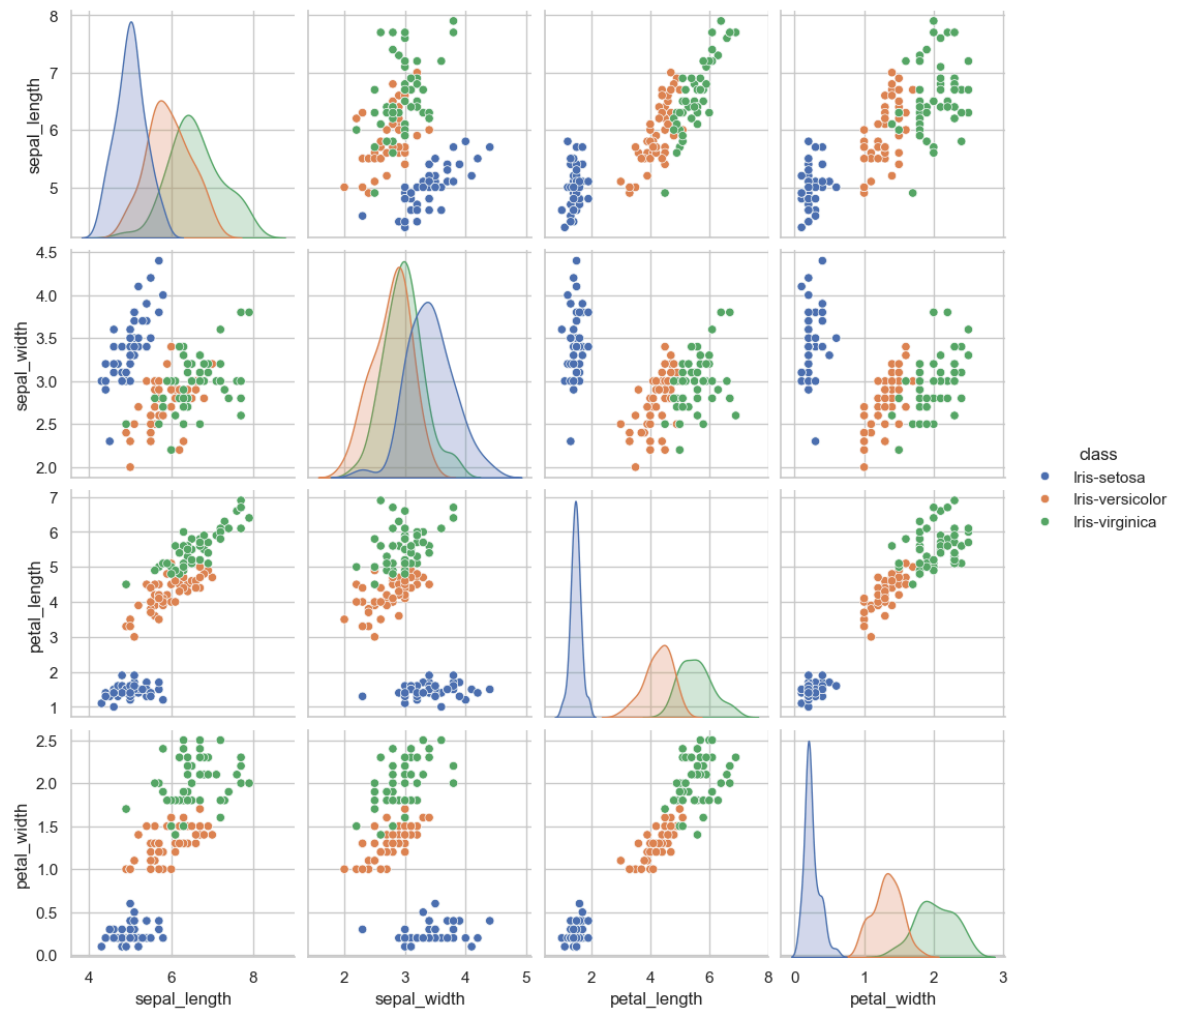 8
7
6
5
sepal_length
4.5
4.0
3.5
3.0
2.5
2.0
sepal_width
class
Iris-setosa
Iris-versicolor
Iris-virginica
7
6
5
4
3
2
1
petal_length
2.5
2.0
1.5
1.0
0.5
0.0
petal_width
4 6 8 2 3 4 5 2 4 6 8 0 1 2 3
sepal_length sepal_width petal_length petal_width